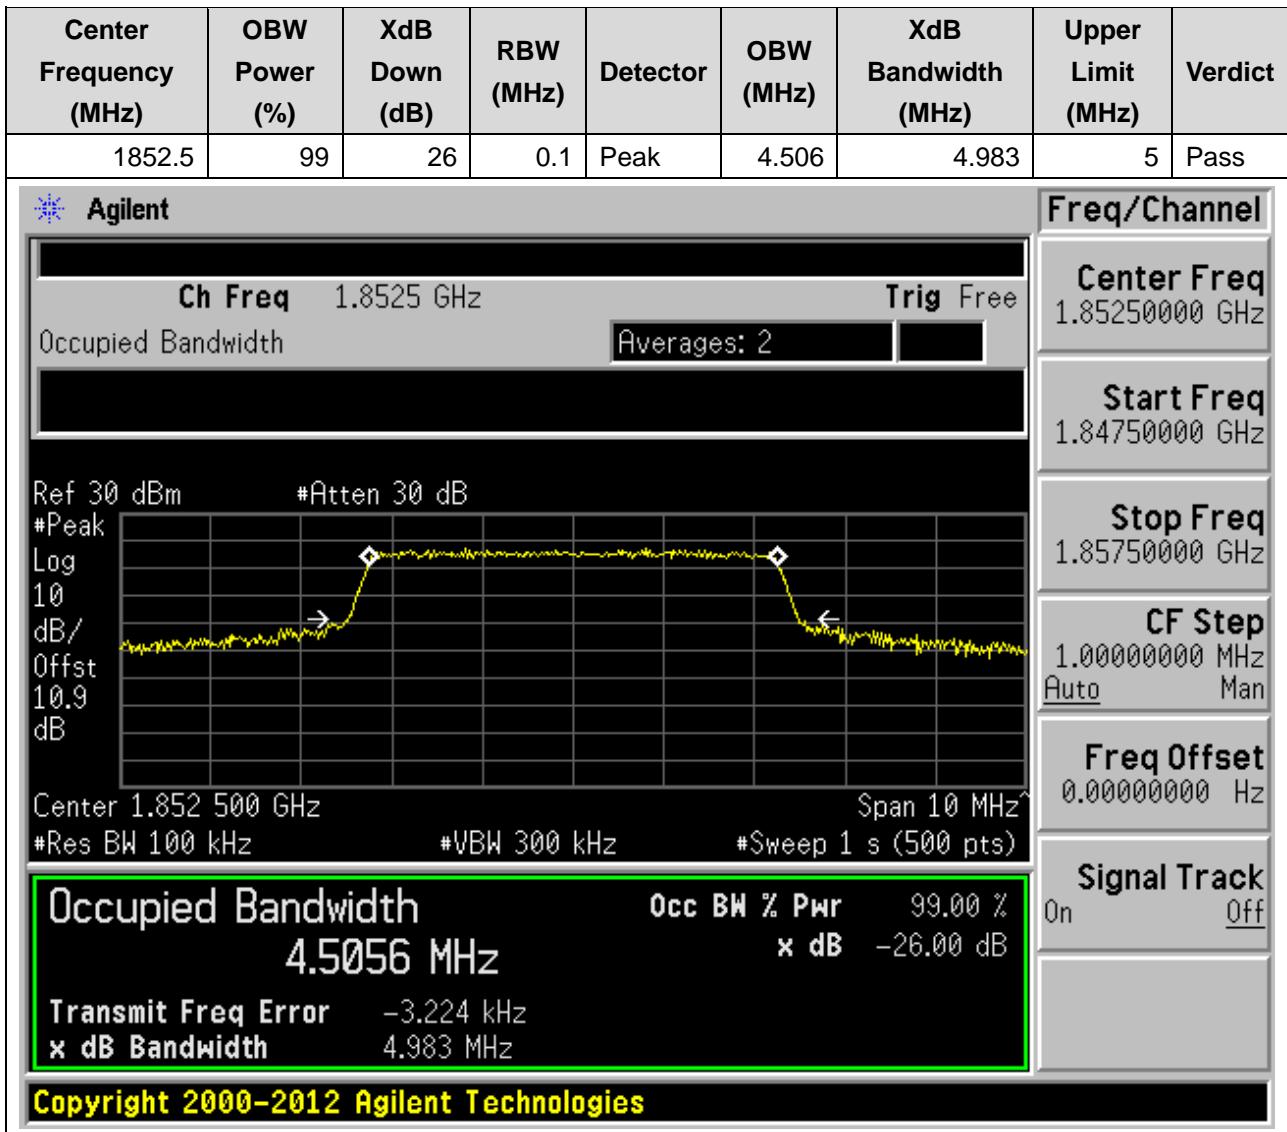 Center Frequency (MHz) OBW Power (%) XdB Down (dB) RBW (MHz) Detector OBW (MHz) XdB Bandwidth (MHz) Upper Limit (MHz) Verdict
1852.5 99 26 0.1 Peak 4.506 4.983 5 Pass
Agilent
Freq/Channel
Ch Freq 1.8525 GHz Trig Free
Occupied Bandwidth Averages: 2
Ref 30 dBm #Atten 30 dB
#Peak
Log
10
dB/
Offst
10.9
dB
Center 1.852 500 GHz Span 10 MHz^
#Res BW 100 kHz #VBW 300 kHz #Sweep 1 s (500 pts)
Occupied Bandwidth Occ BW % Pwr 99.00 %
4.5056 MHz x dB -26.00 dB
Transmit Freq Error -3.224 kHz
x dB Bandwidth 4.983 MHz
Center Freq
1.85250000 GHz
Start Freq
1.84750000 GHz
Stop Freq
1.85750000 GHz
CF Step
1.00000000 MHz
Auto Man
Freq Offset
0.00000000 Hz
Signal Track
On Off
Copyright 2000-2012 Agilent Technologies